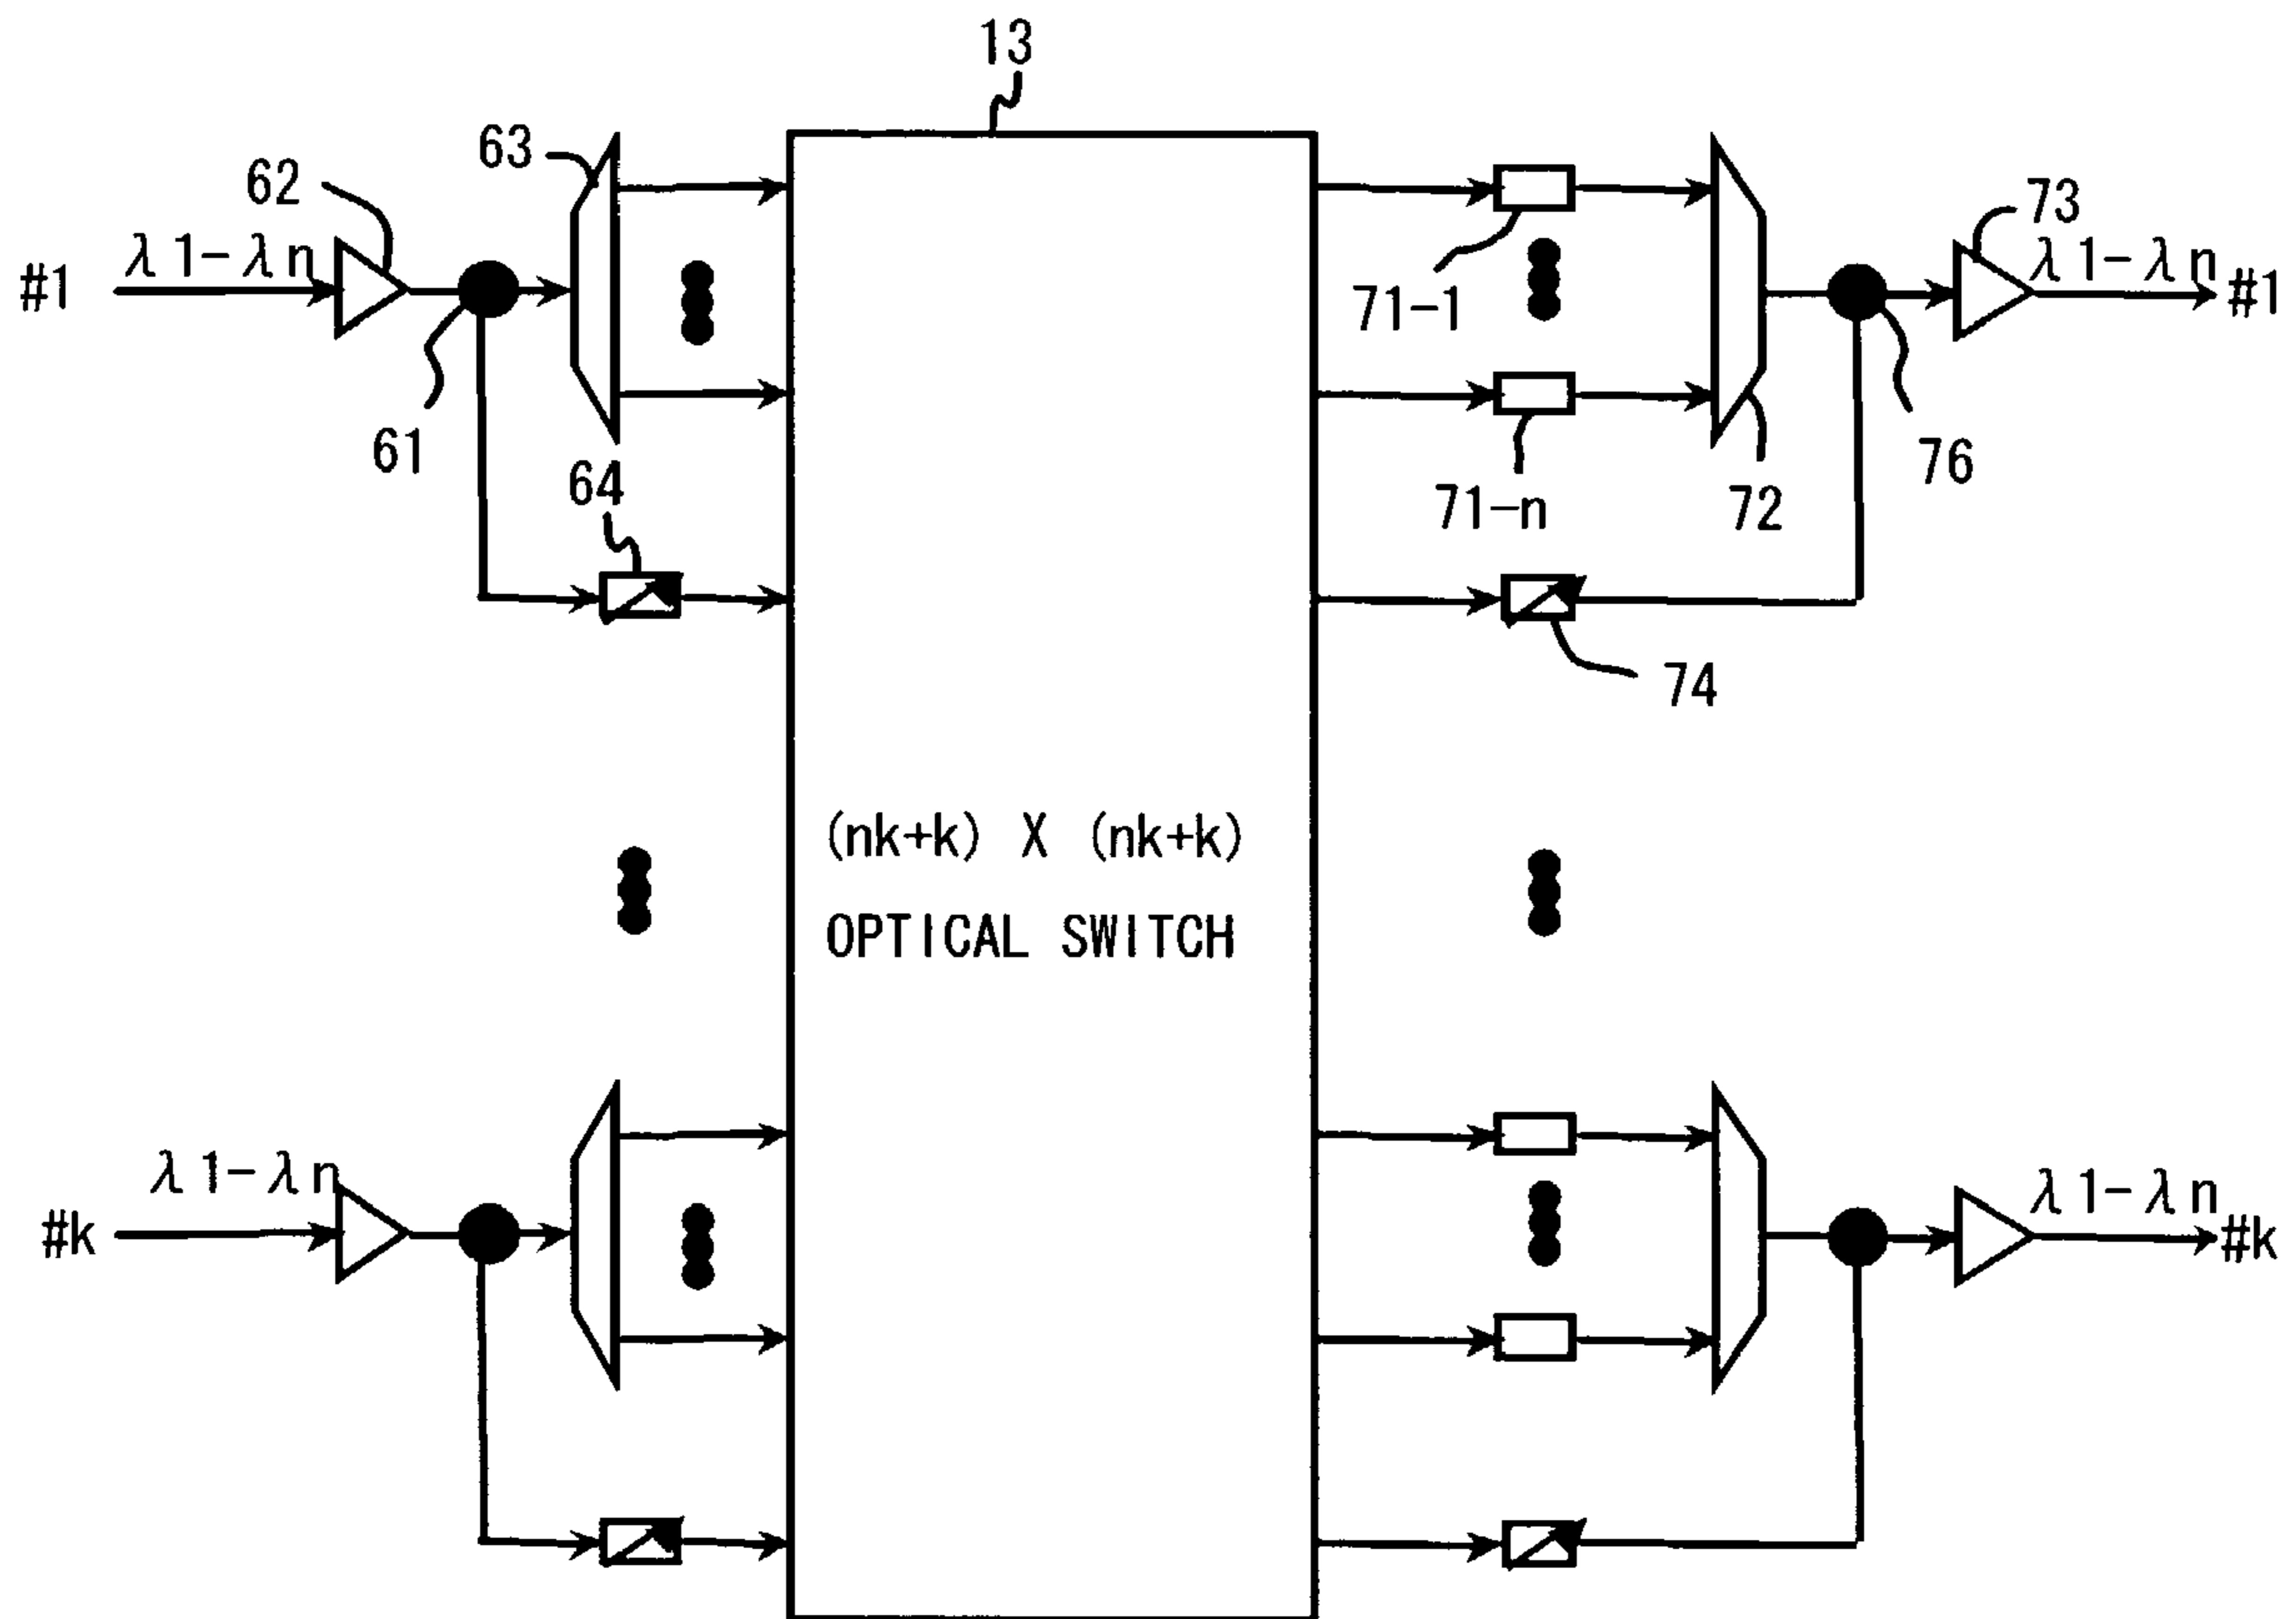 13
63
62
73
λ1-λn
λ1-λn
#1
#1
71-1
61
76
64
71-n
72
74
(nk+k) X (nk+k)
OPTICAL SWITCH
λ1-λn
λ1-λn
#k
#k